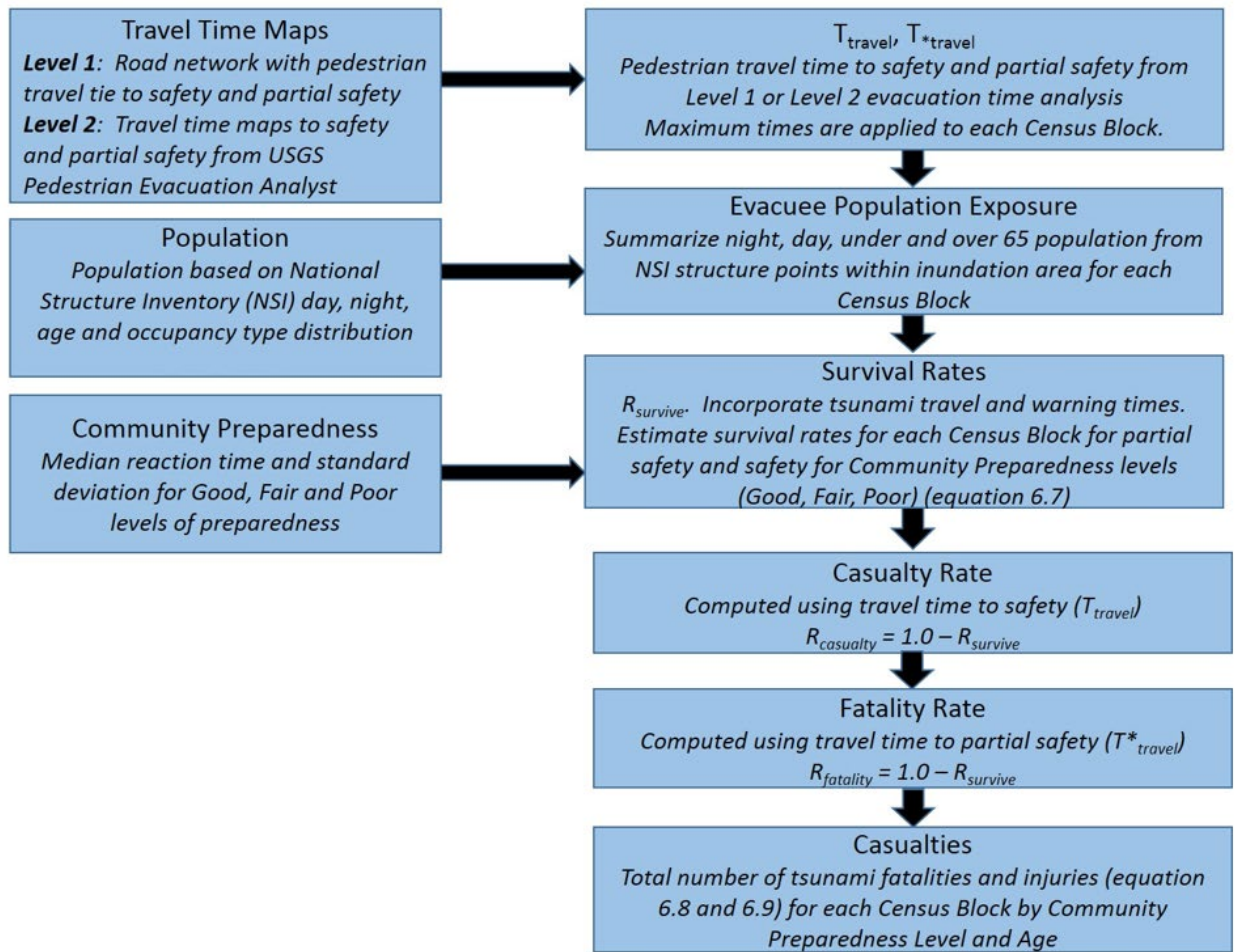 Travel Time Maps
Level 1: Road network with pedestrian
travel tie to safety and partial safety
Level 2: Travel time maps to safety
and partial safety from USGS
Pedestrian Evacuation Analyst
Population
Population based on National
Structure Inventory (NSI) day, night,
age and occupancy type distribution
Community Preparedness
Median reaction time and standard
deviation for Good, Fair and Poor
levels of preparedness
Ttravel, T*travel
Pedestrian travel time to safety and partial safety from
Level 1 or Level 2 evacuation time analysis
Maximum times are applied to each Census Block.
Evacuee Population Exposure
Summarize night, day, under and over 65 population from
NSI structure points within inundation area for each
Census Block
Survival Rates
Rsurvive. Incorporate tsunami travel and warning times.
Estimate survival rates for each Census Block for partial
safety and safety for Community Preparedness levels
(Good, Fair, Poor) (equation 6.7)
Casualty Rate
Computed using travel time to safety (Ttravel)
Rcasualty = 1.0 – Rsurvive
Fatality Rate
Computed using travel time to partial safety (T*travel)
Rfatality = 1.0 – Rsurvive
Casualties
Total number of tsunami fatalities and injuries (equation
6.8 and 6.9) for each Census Block by Community
Preparedness Level and Age